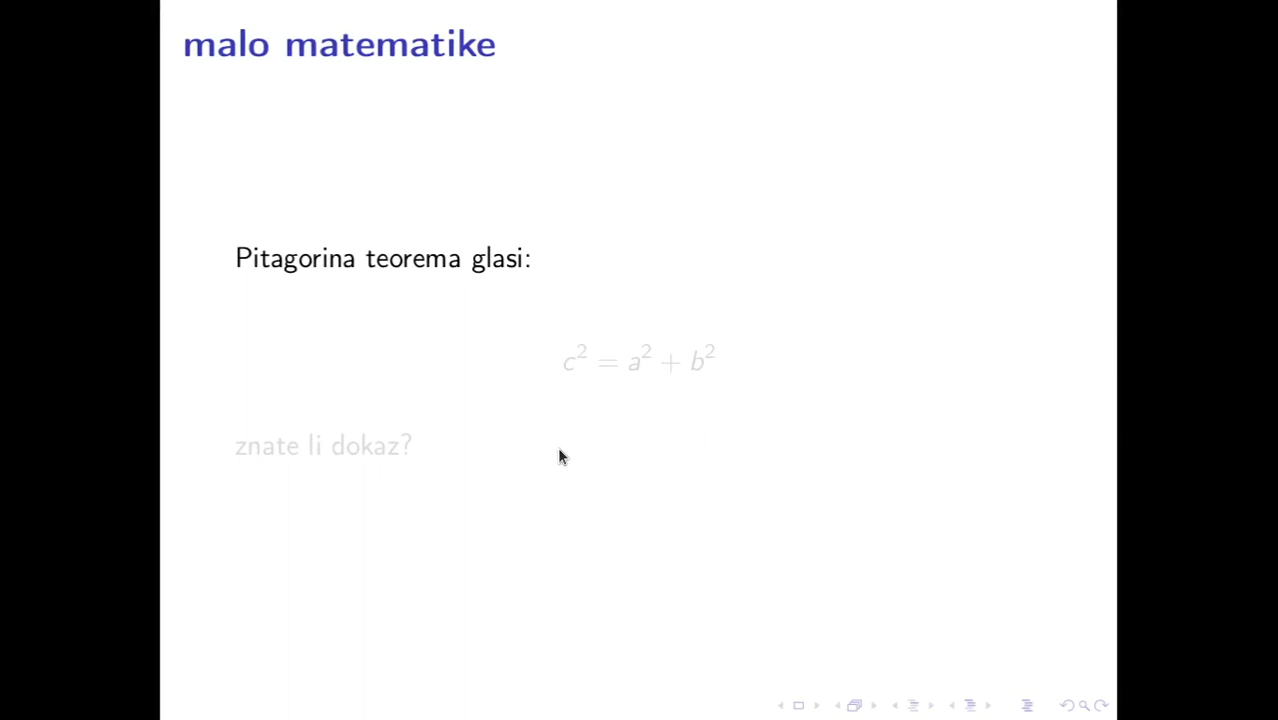 malo matematike
Pitagorina teorema glasi:
c² = a² + b²
znate li dokaz?